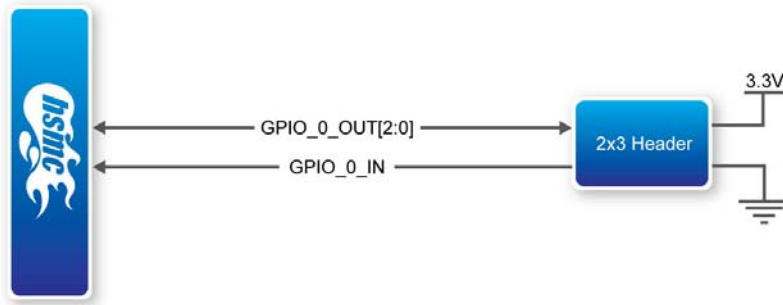 hsmc
GPIO_0_OUT[2:0]
GPIO_0_IN
2x3 Header
3.3V